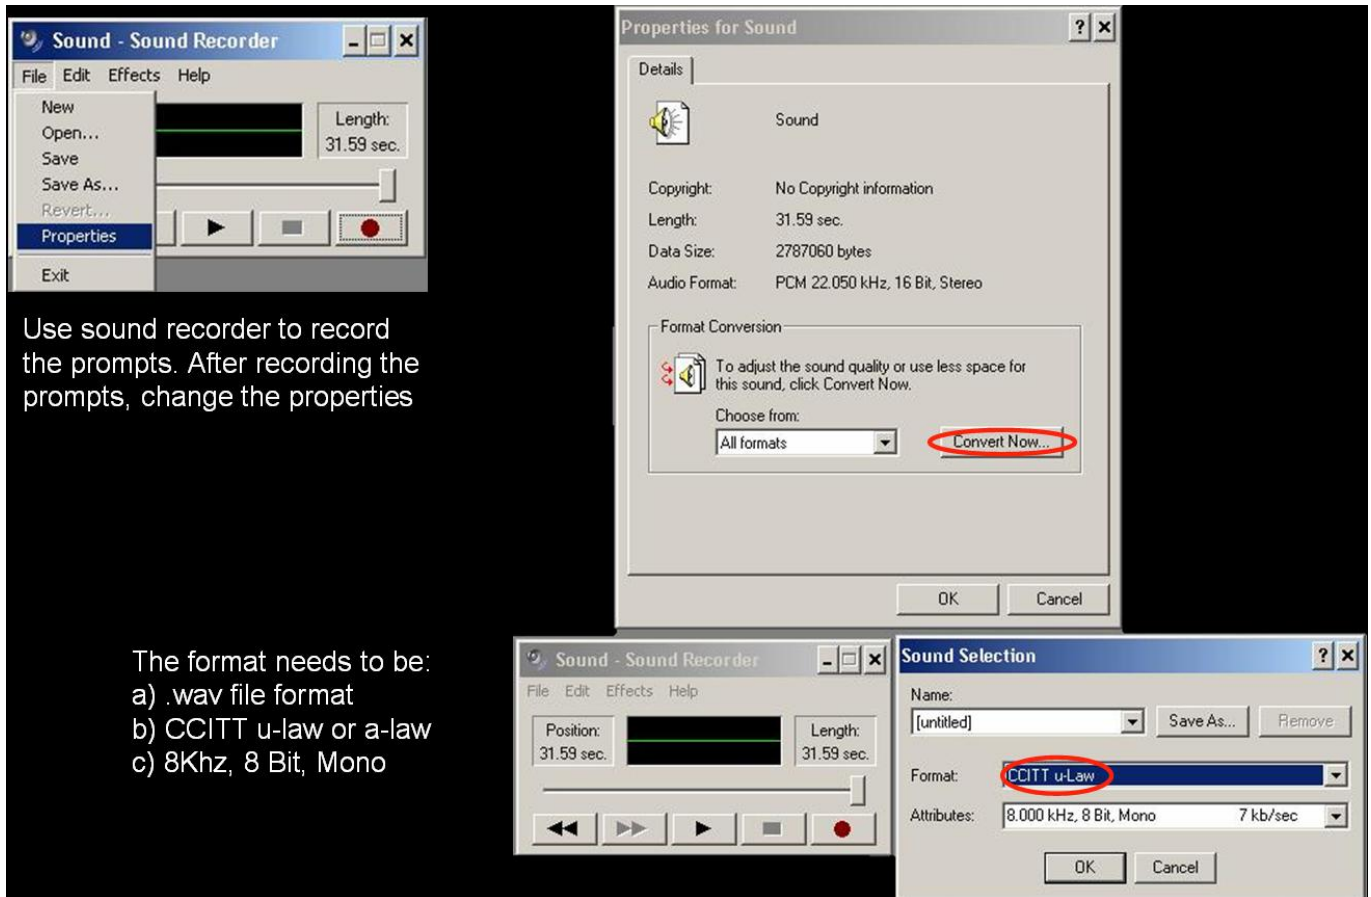 Sound - Sound Recorder
File Edit Effects Help
New
Open...
Save
Save As...
Revert...
Properties
Exit
Length:
31.59 sec.
Use sound recorder to record
the prompts. After recording the
prompts, change the properties
Properties for Sound
Details
Sound
Copyright: No Copyright information
Length: 31.59 sec.
Data Size: 2787060 bytes
Audio Format: PCM 22.050 kHz, 16 Bit, Stereo
Format Conversion
To adjust the sound quality or use less space for
this sound, click Convert Now.
Choose from:
All formats Convert Now...
OK Cancel
The format needs to be:
a) .wav file format
b) CCITT u-law or a-law
c) 8Khz, 8 Bit, Mono
Sound - Sound Recorder
File Edit Effects Help
Position:
31.59 sec.
Length:
31.59 sec.
Sound Selection
Name:
[untitled] Save As... Remove
Format: CCITT u-Law
Attributes: 8.000 kHz, 8 Bit, Mono 7 kb/sec
OK Cancel